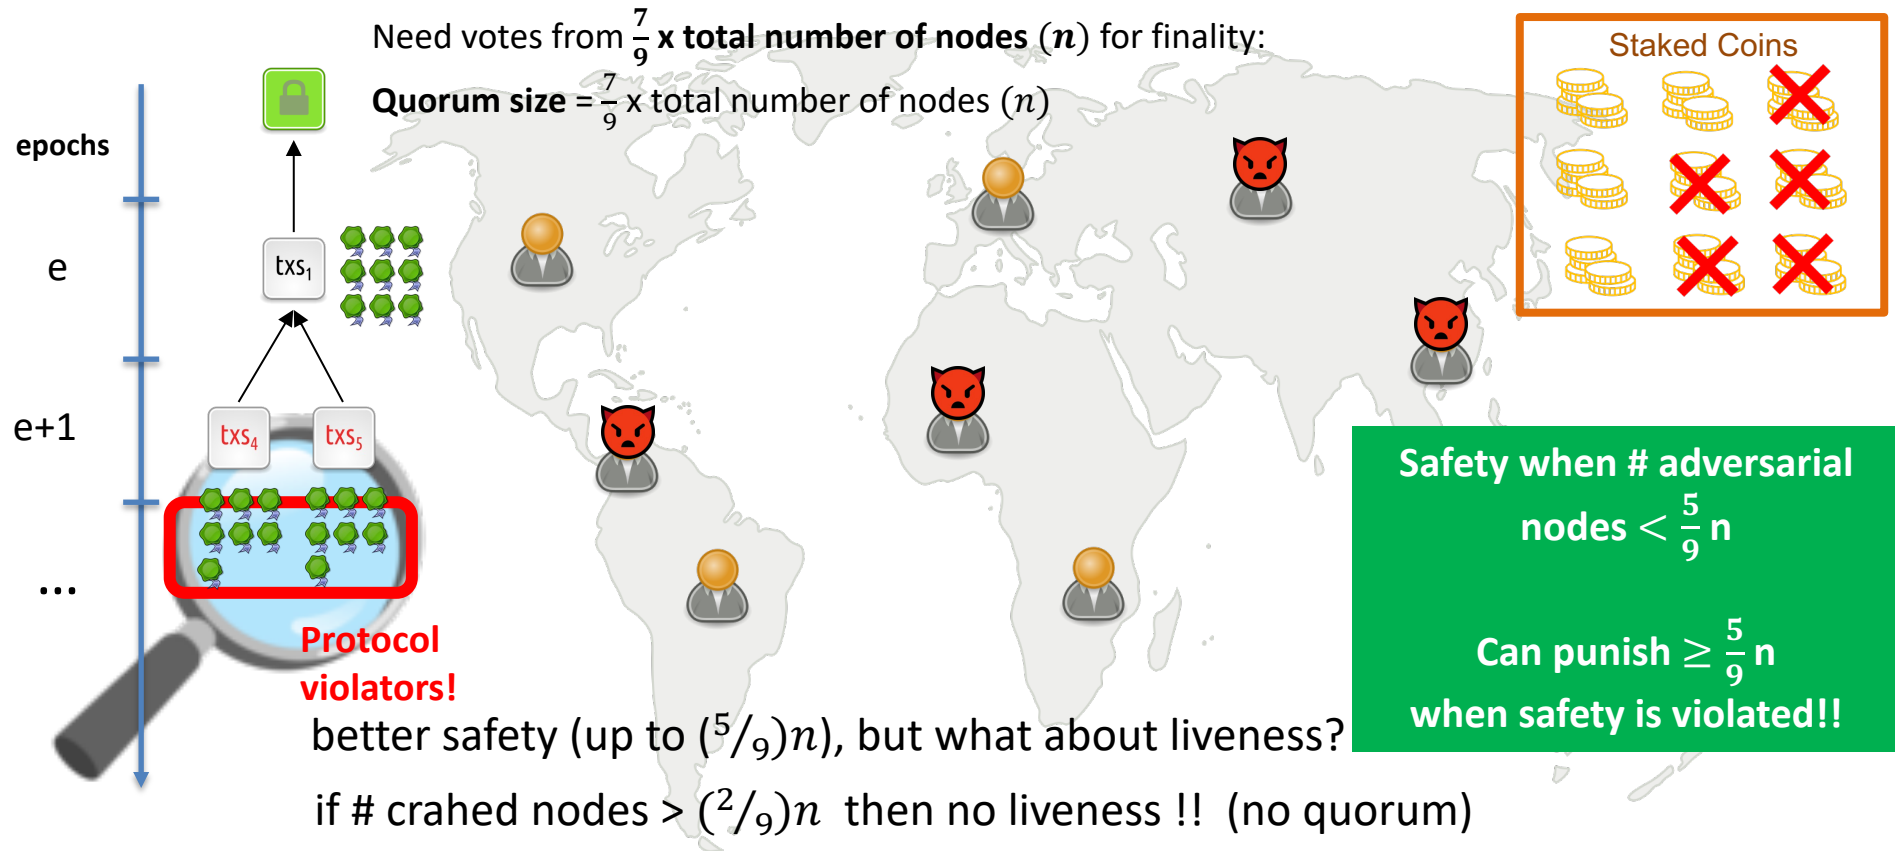 Need votes from 7/9 x total number of nodes (n) for finality:
Quorum size = 7/9 x total number of nodes (n)
Staked Coins
epochs
e
txs₁
e+1
txs₄
txs₅
...
Protocol
violators!
Safety when # adversarial
nodes < 5/9 n
Can punish ≥ 5/9 n
when safety is violated!!
better safety (up to (5/9)n), but what about liveness?
if # crahed nodes > (2/9)n then no liveness !! (no quorum)